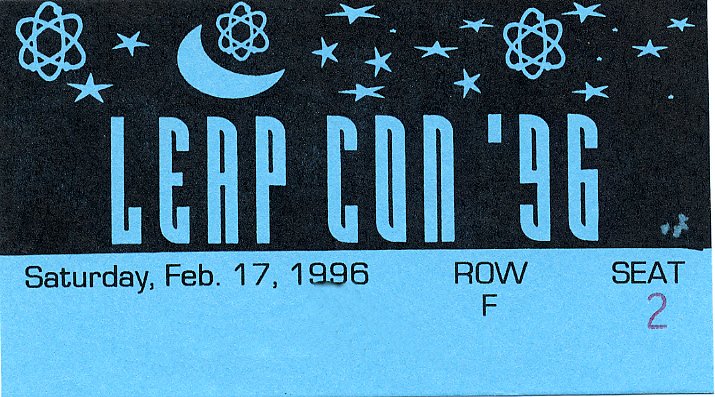 LEAP CON '96
Saturday, Feb. 17, 1996 ROW SEAT
F 2